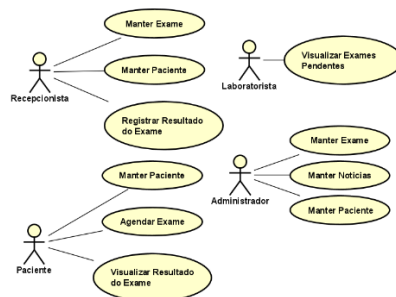 Manter Exame
Manter Paciente
Recepcionista
Registrar Resultado
do Exame
Visualizar Exames
Pendentes
Laboratorista
Manter Paciente
Agendar Exame
Paciente
Visualizar Resultado
do Exame
Manter Exame
Manter Notícias
Administrador
Manter Paciente